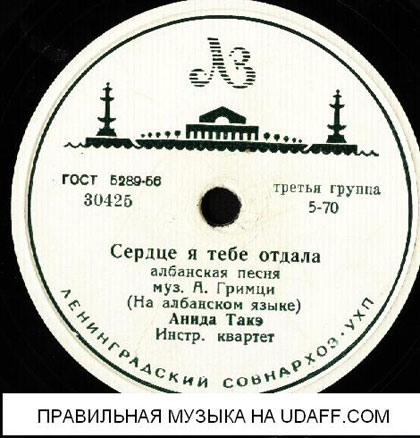 ЛЗ
ГОСТ 5289-56
30425
третья группа
5-70
Сердце я тебе отдала
албанская песня
муз. А. Гримци
(На албанском языке)
Анида Такэ
Инстр. квартет
ЛЕНИНГРАДСКИЙ СОВНАРХОЗ·УХП
ПРАВИЛЬНАЯ МУЗЫКА НА UDAFF.COM